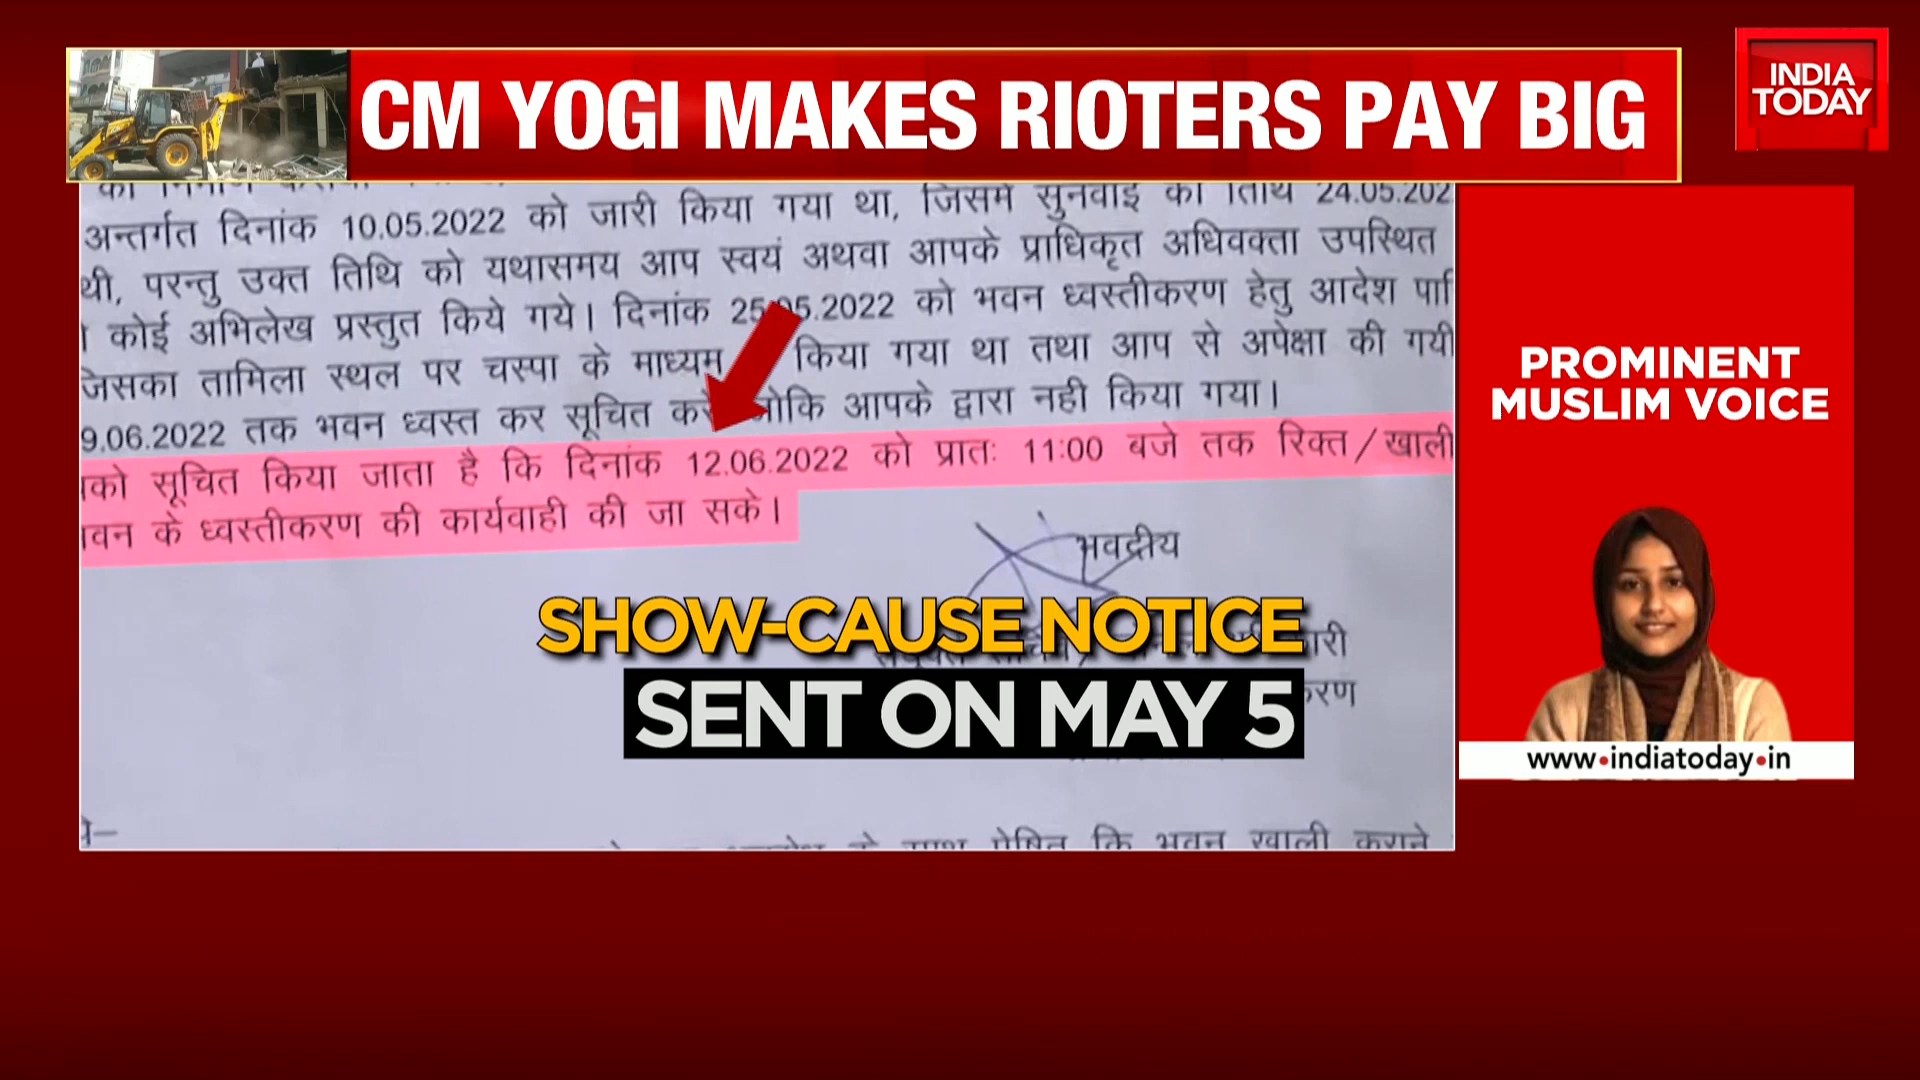 CM YOGI MAKES RIOTERS PAY BIG
INDIA
TODAY
अन्तर्गत दिनांक 10.05.2022 को जारी किया गया था, जिसमें सुनवाई की तिथि 24.05.202
थी, परन्तु उक्त तिथि को यथासमय आप स्वयं अथवा आपके प्राधिकृत अधिवक्ता उपस्थित
कोई अभिलेख प्रस्तुत किये गये। दिनांक 25.05.2022 को भवन ध्वस्तीकरण हेतु आदेश पारि
जिसका तामिला स्थल पर चस्पा के माध्यम किया गया था तथा आप से अपेक्षा की गयी
9.06.2022 तक भवन ध्वस्त कर सूचित करें जोकि आपके द्वारा नही किया गया।
को सूचित किया जाता है कि दिनांक 12.06.2022 को प्रातः 11:00 बजे तक रिक्त/खाली
वन के ध्वस्तीकरण की कार्यवाही की जा सके।
भवदीय
SHOW-CAUSE NOTICE
SENT ON MAY 5
कि भवन खाली कराने
PROMINENT
MUSLIM VOICE
www.indiatoday.in